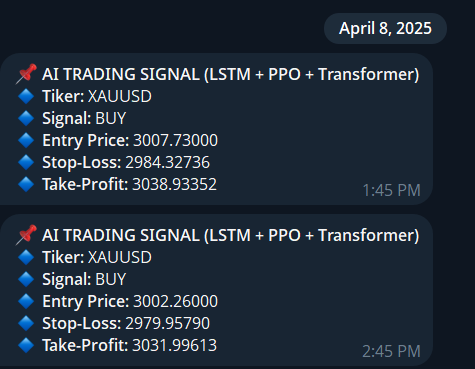 April 8, 2025
📌 AI TRADING SIGNAL (LSTM + PPO + Transformer)
🔷 Tiker: XAUUSD
🔷 Signal: BUY
🔷 Entry Price: 3007.73000
🔷 Stop-Loss: 2984.32736
🔷 Take-Profit: 3038.93352
1:45 PM
📌 AI TRADING SIGNAL (LSTM + PPO + Transformer)
🔷 Tiker: XAUUSD
🔷 Signal: BUY
🔷 Entry Price: 3002.26000
🔷 Stop-Loss: 2979.95790
🔷 Take-Profit: 3031.99613
2:45 PM